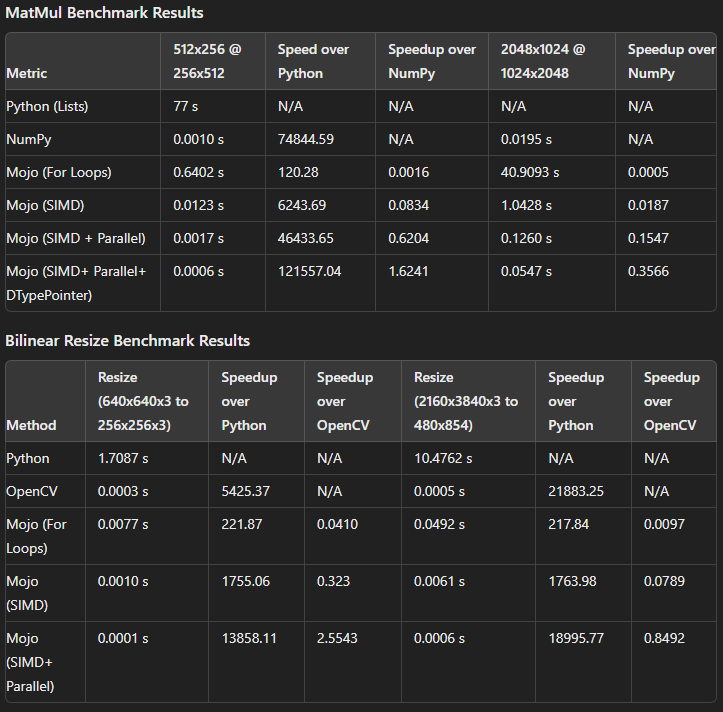 MatMul Benchmark Results
Metric | 512x256 @ 256x512 | Speed over Python | Speedup over NumPy | 2048x1024 @ 1024x2048 | Speedup over NumPy
Python (Lists) | 77 s | N/A | N/A | N/A | N/A
NumPy | 0.0010 s | 74844.59 | N/A | 0.0195 s | N/A
Mojo (For Loops) | 0.6402 s | 120.28 | 0.0016 | 40.9093 s | 0.0005
Mojo (SIMD) | 0.0123 s | 6243.69 | 0.0834 | 1.0428 s | 0.0187
Mojo (SIMD + Parallel) | 0.0017 s | 46433.65 | 0.6204 | 0.1260 s | 0.1547
Mojo (SIMD+ Parallel+ DTypePointer) | 0.0006 s | 121557.04 | 1.6241 | 0.0547 s | 0.3566
Bilinear Resize Benchmark Results
Method | Resize (640x640x3 to 256x256x3) | Speedup over Python | Speedup over OpenCV | Resize (2160x3840x3 to 480x854) | Speedup over Python | Speedup over OpenCV
Python | 1.7087 s | N/A | N/A | 10.4762 s | N/A | N/A
OpenCV | 0.0003 s | 5425.37 | N/A | 0.0005 s | 21883.25 | N/A
Mojo (For Loops) | 0.0077 s | 221.87 | 0.0410 | 0.0492 s | 217.84 | 0.0097
Mojo (SIMD) | 0.0010 s | 1755.06 | 0.323 | 0.0061 s | 1763.98 | 0.0789
Mojo (SIMD+ Parallel) | 0.0001 s | 13858.11 | 2.5543 | 0.0006 s | 18995.77 | 0.8492